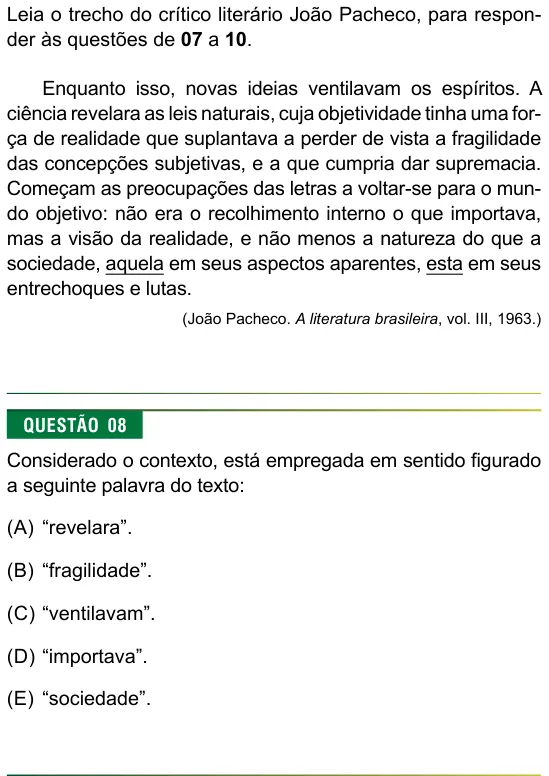 Leia o trecho do crítico literário João Pacheco, para respon-
der às questões de 07 a 10.
Enquanto isso, novas ideias ventilavam os espíritos. A
ciência revelara as leis naturais, cuja objetividade tinha uma for-
ça de realidade que suplantava a perder de vista a fragilidade
das concepções subjetivas, e a que cumpria dar supremacia.
Começam as preocupações das letras a voltar-se para o mun-
do objetivo: não era o recolhimento interno o que importava,
mas a visão da realidade, e não menos a natureza do que a
sociedade, aquela em seus aspectos aparentes, esta em seus
entrechoques e lutas.
(João Pacheco. A literatura brasileira, vol. III, 1963.)
QUESTÃO 08
Considerado o contexto, está empregada em sentido figurado
a seguinte palavra do texto:
(A) “revelara”.
(B) “fragilidade”.
(C) “ventilavam”.
(D) “importava”.
(E) “sociedade”.